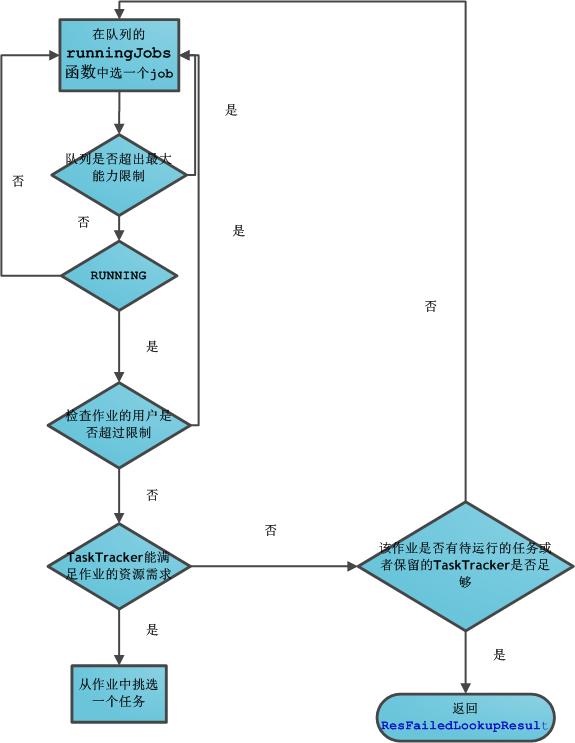 在队列的
runningJobs
函数中选一个job
是
队列是否超出最大
能力限制
否
否
是
RUNNING
否
是
检查作业的用户是
否超过限制
否
否
TaskTracker能满
足作业的资源需求
该作业是否有待运行的任务或
者保留的TaskTracker是否足
够
是
是
从作业中挑选
一个任务
返回
ResFailedLookupResult